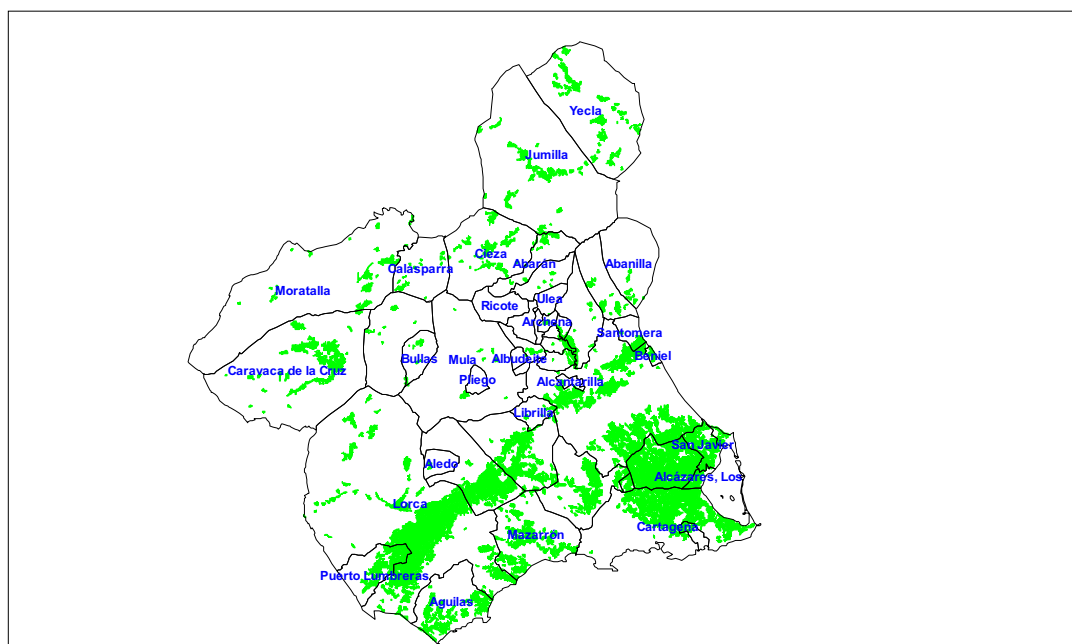 Yecla
Jumilla
Cieza
Abarán
Abanilla
Calasparra
Moratalla
Ricote
Ulea
Archena
Santomera
Beniel
Bullas
Mula
Albudeite
Caravaca de la Cruz
Pliego
Alcantarilla
Librilla
San Javier
Aledo
Alcázares, Los
Lorca
Cartagena
Mazarrón
Puerto Lumbreras
Aguilas